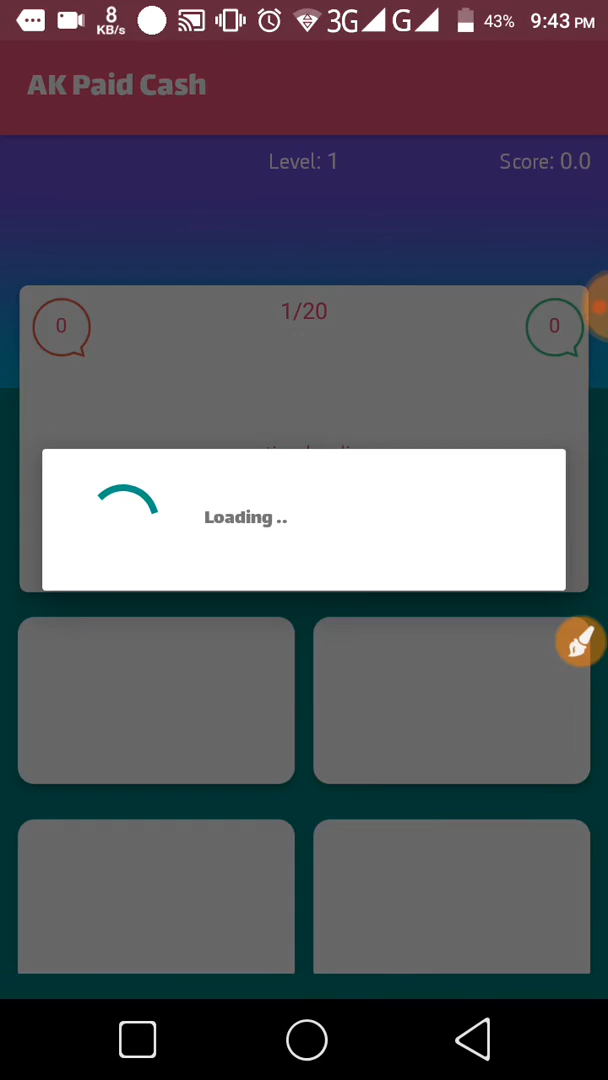 8
KB/s
3G
G
43%
9:43 PM
AK Paid Cash
Level: 1
Score: 0.0
0
1/20
0
Loading ..